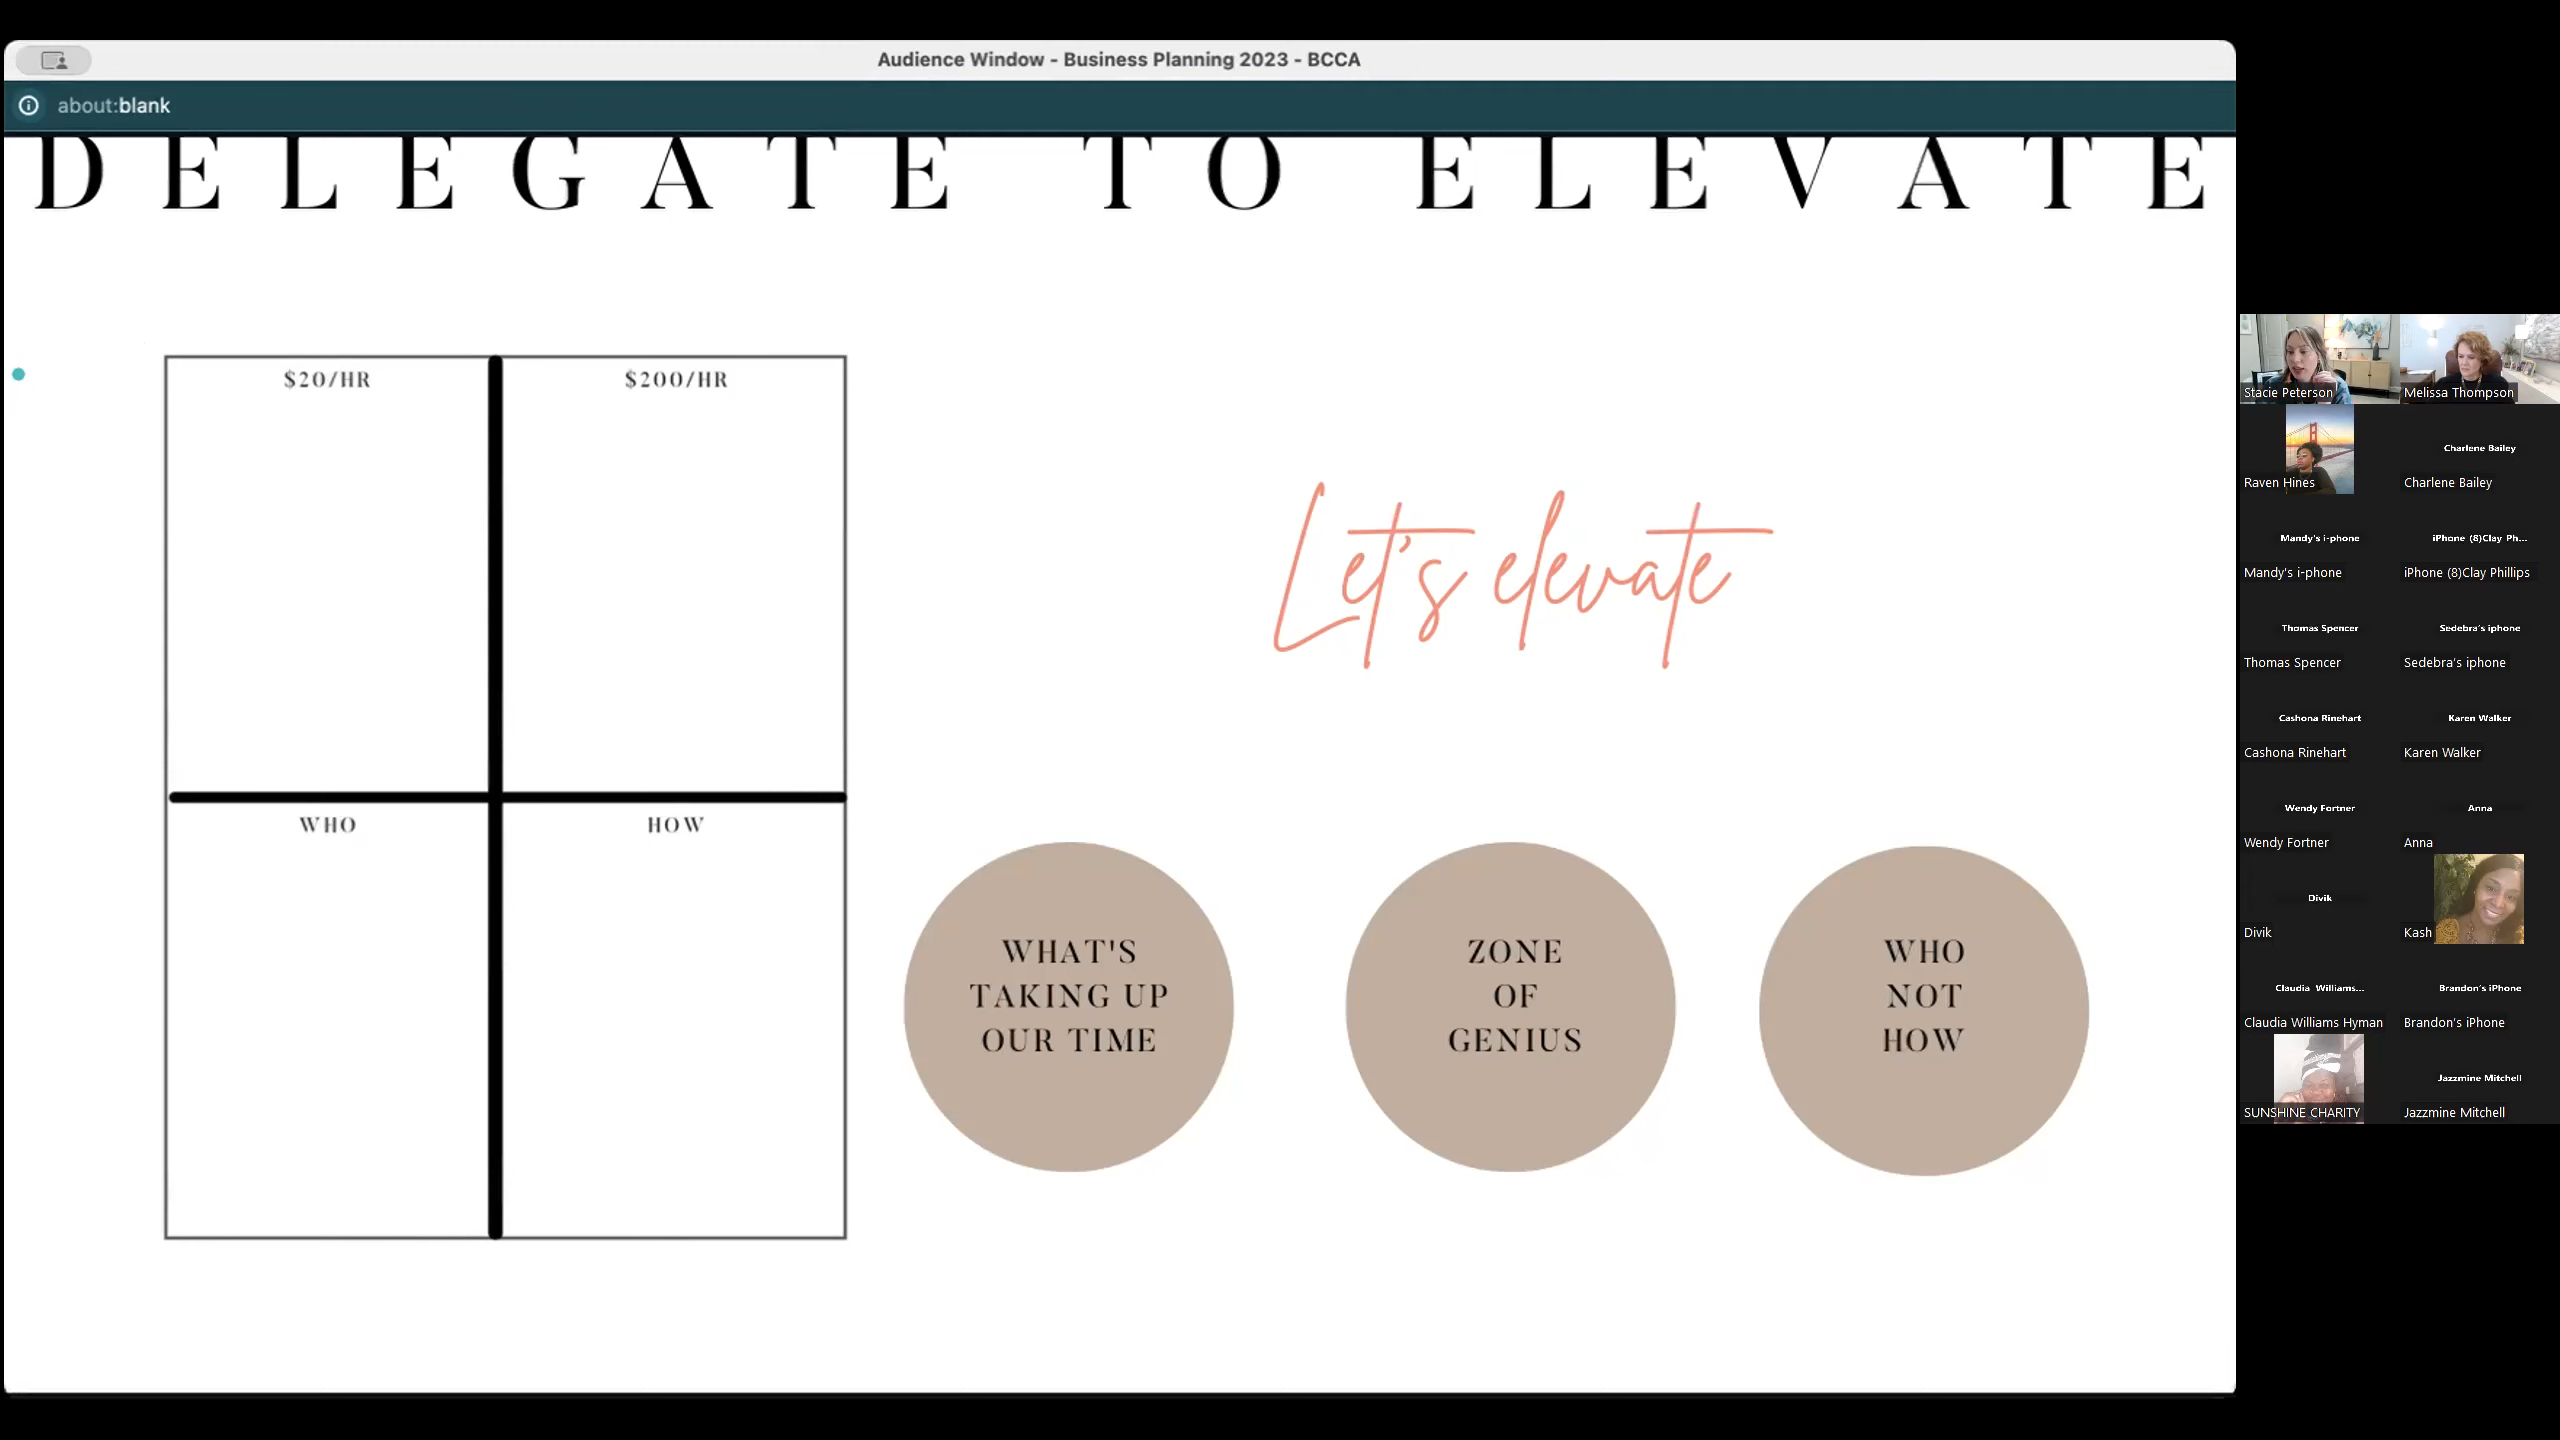 Audience Window - Business Planning 2023 - BCCA
about:blank
DELEGATE TO ELEVATE
$20/HR
$200/HR
WHO
HOW
Let's elevate
WHAT'S
TAKING UP
OUR TIME
ZONE
OF
GENIUS
WHO
NOT
HOW
Stacie Peterson
Melissa Thompson
Raven Hines
Charlene Bailey
Charlene Bailey
Mandy's i-phone
Mandy's i-phone
iPhone (8)Clay Ph...
iPhone (8)Clay Phillips
Thomas Spencer
Thomas Spencer
Sedebra's iphone
Sedebra's iphone
Cashona Rinehart
Cashona Rinehart
Karen Walker
Karen Walker
Wendy Fortner
Wendy Fortner
Anna
Anna
Divik
Divik
Kash
Claudia Williams...
Claudia Williams Hyman
Brandon's iPhone
Brandon's iPhone
SUNSHINE CHARITY
Jazzmine Mitchell
Jazzmine Mitchell